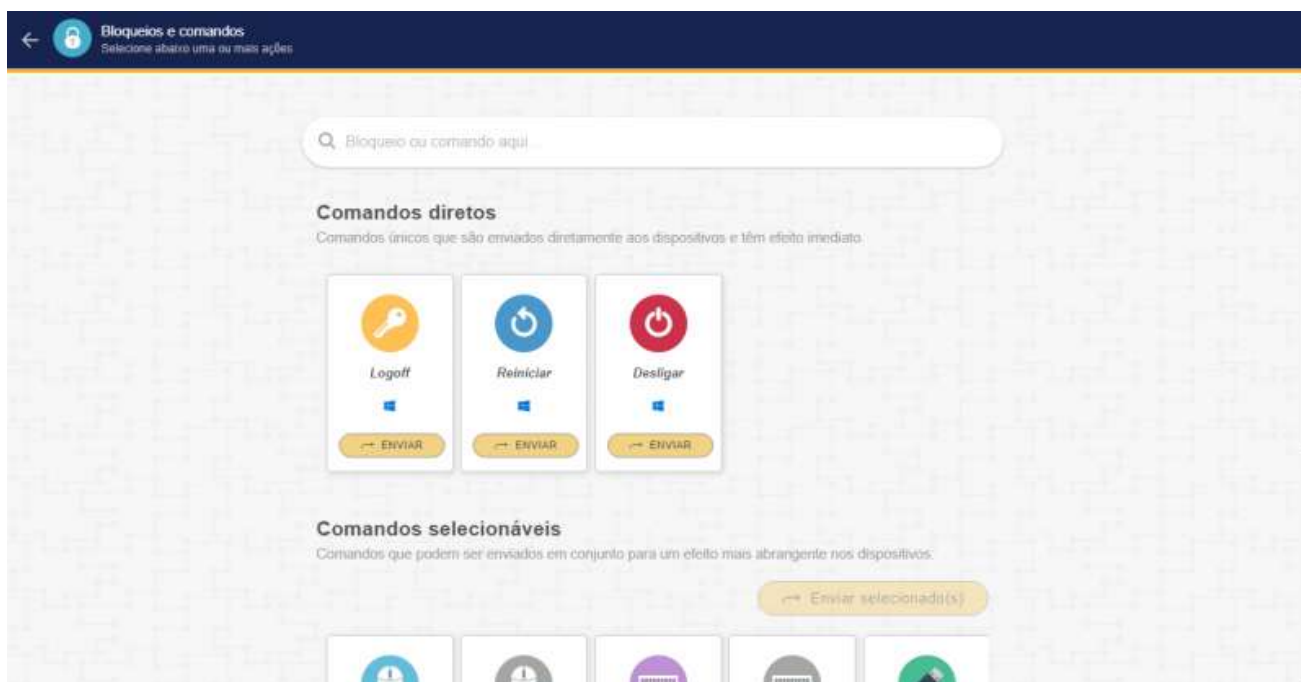 Bloqueios e comandos
Selecione abaixo uma ou mais ações
Bloqueio ou comando aqui...
Comandos diretos
Comandos únicos que são enviados diretamente aos dispositivos e têm efeito imediato.
Logoff
Reiniciar
Desligar
ENVIAR
ENVIAR
ENVIAR
Comandos selecionáveis
Comandos que podem ser enviados em conjunto para um efeito mais abrangente nos dispositivos.
Enviar selecionado(s)